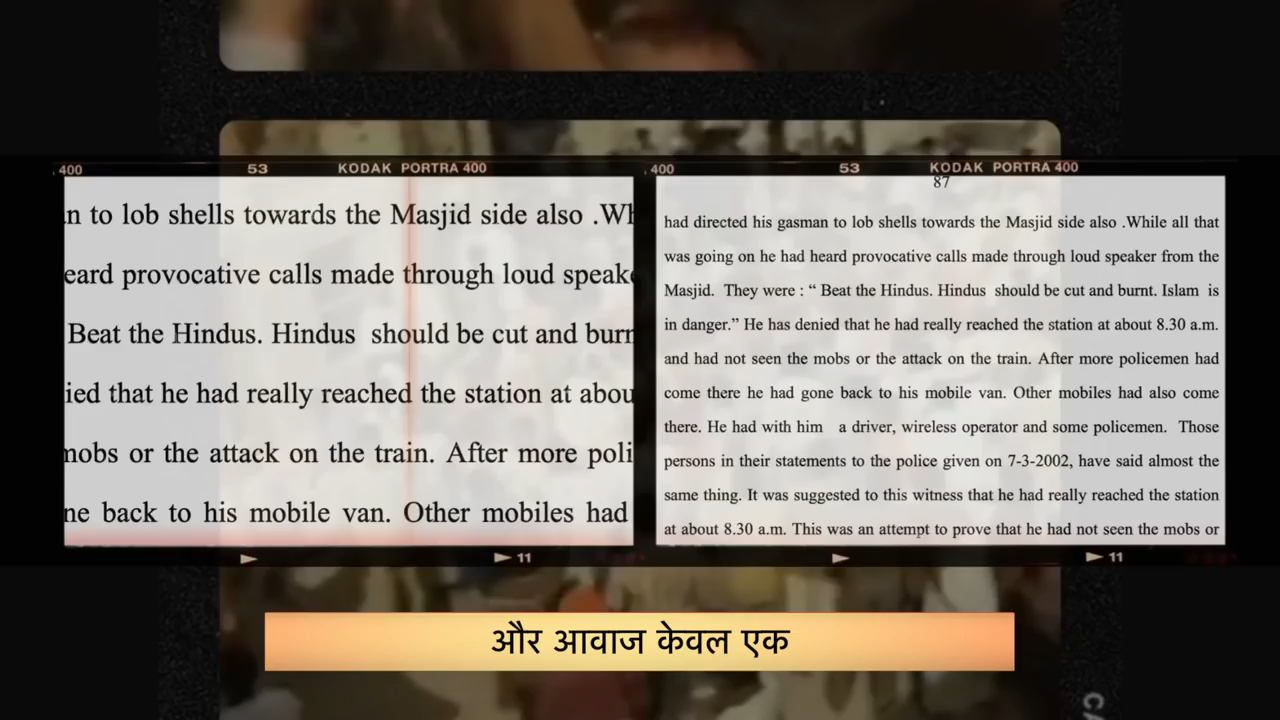 400 53 KODAK PORTRA 400
n to lob shells towards the Masjid side also .Wh
eard provocative calls made through loud speake
Beat the Hindus. Hindus should be cut and burn
ied that he had really reached the station at abou
mobs or the attack on the train. After more poli
ne back to his mobile van. Other mobiles had
11
400 53 KODAK PORTRA 400
87
had directed his gasman to lob shells towards the Masjid side also .While all that
was going on he had heard provocative calls made through loud speaker from the
Masjid. They were : “ Beat the Hindus. Hindus should be cut and burnt. Islam is
in danger.” He has denied that he had really reached the station at about 8.30 a.m.
and had not seen the mobs or the attack on the train. After more policemen had
come there he had gone back to his mobile van. Other mobiles had also come
there. He had with him a driver, wireless operator and some policemen. Those
persons in their statements to the police given on 7-3-2002, have said almost the
same thing. It was suggested to this witness that he had really reached the station
at about 8.30 a.m. This was an attempt to prove that he had not seen the mobs or
11
और आवाज केवल एक